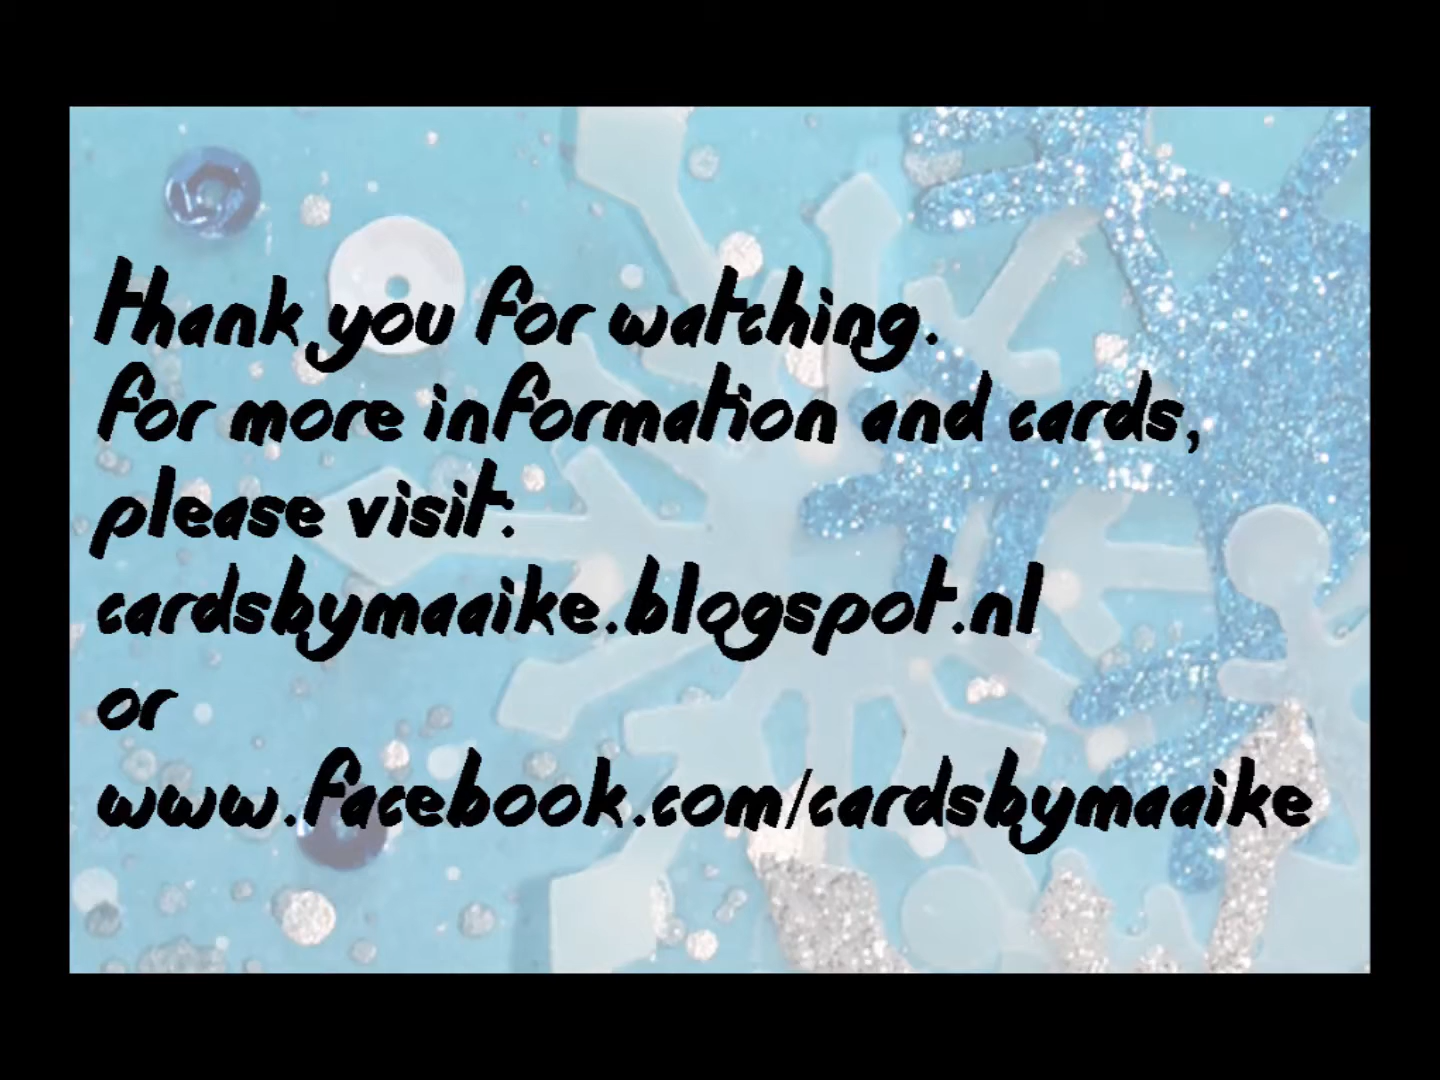 Thank you for watching.
For more information and cards,
please visit:
cardsbymaaike.blogspot.nl
or
www.facebook.com/cardsbymaaike